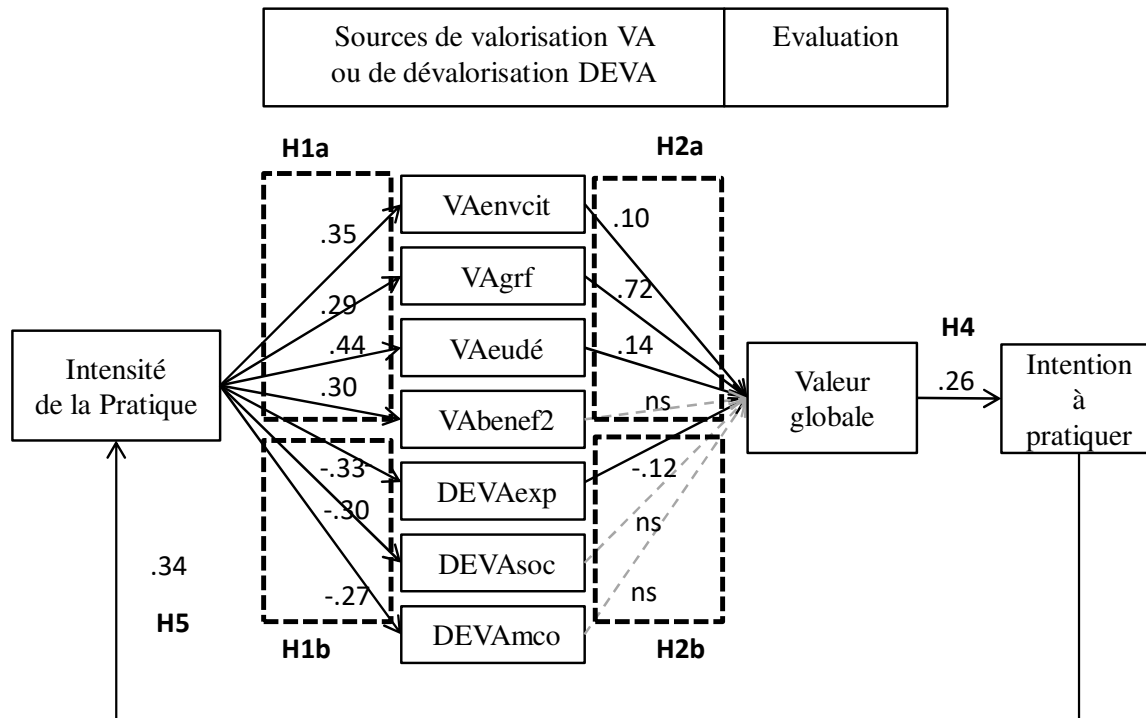 Sources de valorisation VA
ou de dévalorisation DEVA
Evaluation
H1a
H2a
VAenvcit
.35
.10
VAgrf
.29
.72
H4
VAeudé
.44
.14
Intensité
de la Pratique
Valeur
globale
.26
Intention
à
pratiquer
.30
VAbenef2
ns
-.33
DEVAexp
-.12
-.30
ns
DEVAsoc
.34
-.27
ns
H5
DEVAmco
H1b
H2b